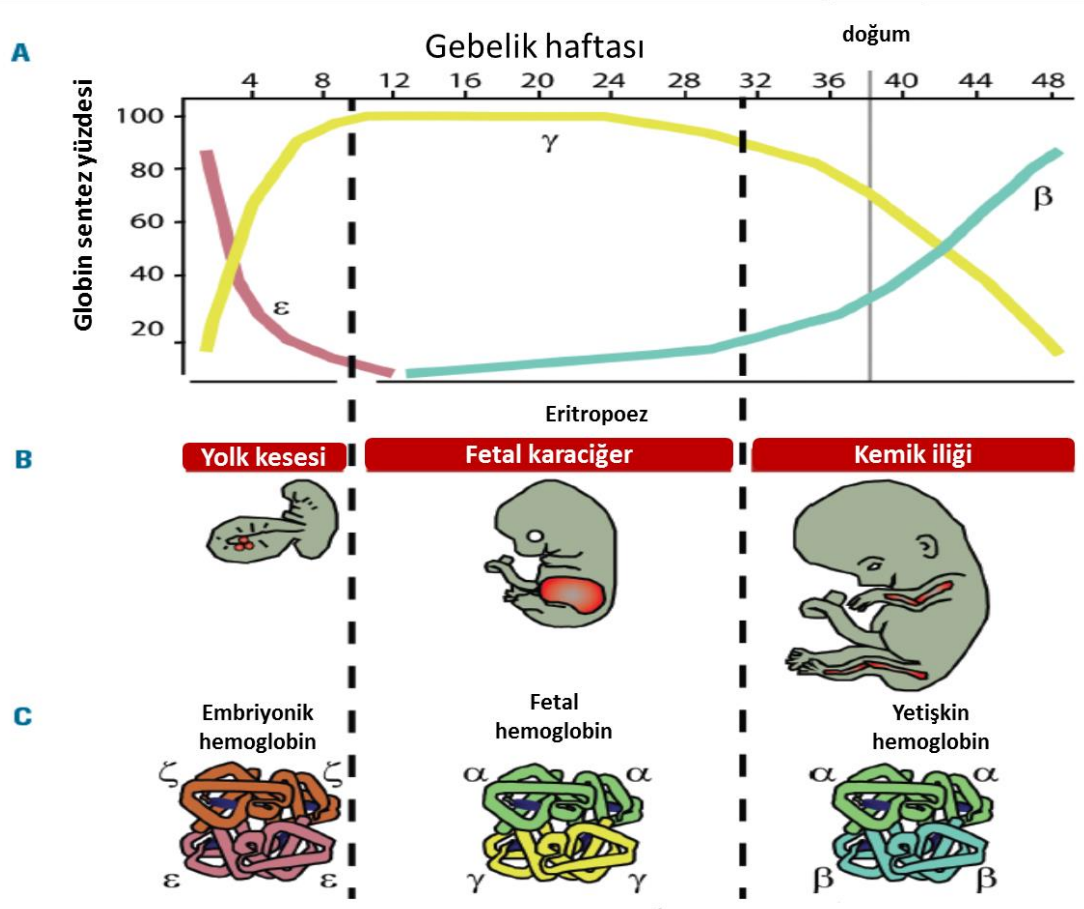 A
Gebelik haftası
doğum
4 8 12 16 20 24 28 32 36 40 44 48
Globin sentez yüzdesi
100
80
60
40
20
γ
β
ε
Eritropoez
B
Yolk kesesi
Fetal karaciğer
Kemik iliği
C
Embriyonik
hemoglobin
Fetal
hemoglobin
Yetişkin
hemoglobin
ζ ζ
ε ε
α α
γ γ
α α
β β